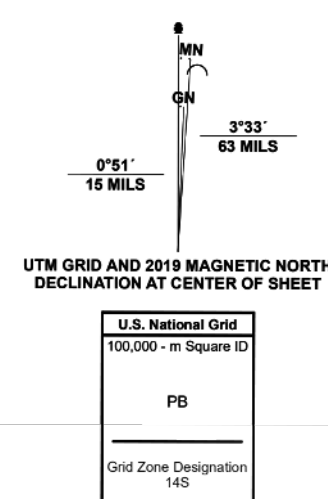 MN
GN
3°33´
63 MILS
0°51´
15 MILS
UTM GRID AND 2019 MAGNETIC NORTH
DECLINATION AT CENTER OF SHEET
U.S. National Grid
100,000 - m Square ID
PB
Grid Zone Designation
14S